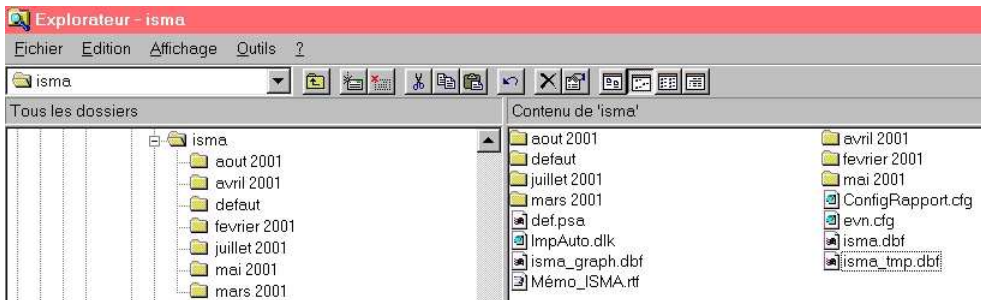 Explorateur - isma
Fichier Edition Affichage Outils ?
isma
Tous les dossiers
Contenu de 'isma'
isma
aout 2001
avril 2001
defaut
fevrier 2001
juillet 2001
mai 2001
mars 2001
aout 2001
avril 2001
defaut
fevrier 2001
juillet 2001
mai 2001
mars 2001
ConfigRapport.cfg
def.psa
evn.cfg
ImpAuto.dlk
isma.dbf
isma_graph.dbf
isma_tmp.dbf
Mémo_ISMA.rtf